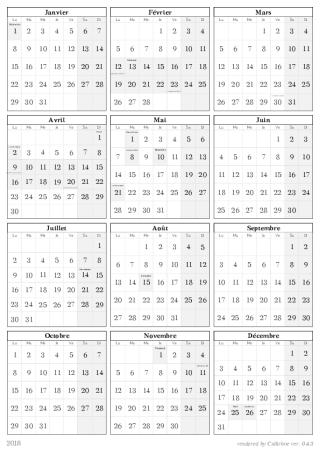 Janvier
Lu Ma Me Je Ve Sa Di
1 2 3 4 5 6 7
8 9 10 11 12 13 14
15 16 17 18 19 20 21
22 23 24 25 26 27 28
29 30 31
Février
Lu Ma Me Je Ve Sa Di
1 2 3 4
5 6 7 8 9 10 11
12 13 14 15 16 17 18
19 20 21 22 23 24 25
26 27 28
Mars
Lu Ma Me Je Ve Sa Di
1 2 3 4
5 6 7 8 9 10 11
12 13 14 15 16 17 18
19 20 21 22 23 24 25
26 27 28 29 30 31
Avril
Lu Ma Me Je Ve Sa Di
1
2 3 4 5 6 7 8
9 10 11 12 13 14 15
16 17 18 19 20 21 22
23 24 25 26 27 28 29
30
Mai
Lu Ma Me Je Ve Sa Di
1 2 3 4 5 6
7 8 9 10 11 12 13
14 15 16 17 18 19 20
21 22 23 24 25 26 27
28 29 30 31
Juin
Lu Ma Me Je Ve Sa Di
1 2 3
4 5 6 7 8 9 10
11 12 13 14 15 16 17
18 19 20 21 22 23 24
25 26 27 28 29 30
Juillet
Lu Ma Me Je Ve Sa Di
1
2 3 4 5 6 7 8
9 10 11 12 13 14 15
16 17 18 19 20 21 22
23 24 25 26 27 28 29
30 31
Août
Lu Ma Me Je Ve Sa Di
1 2 3 4 5
6 7 8 9 10 11 12
13 14 15 16 17 18 19
20 21 22 23 24 25 26
27 28 29 30 31
Septembre
Lu Ma Me Je Ve Sa Di
1 2
3 4 5 6 7 8 9
10 11 12 13 14 15 16
17 18 19 20 21 22 23
24 25 26 27 28 29 30
Octobre
Lu Ma Me Je Ve Sa Di
1 2 3 4 5 6 7
8 9 10 11 12 13 14
15 16 17 18 19 20 21
22 23 24 25 26 27 28
29 30 31
Novembre
Lu Ma Me Je Ve Sa Di
1 2 3 4
5 6 7 8 9 10 11
12 13 14 15 16 17 18
19 20 21 22 23 24 25
26 27 28 29 30
Décembre
Lu Ma Me Je Ve Sa Di
1 2
3 4 5 6 7 8 9
10 11 12 13 14 15 16
17 18 19 20 21 22 23
24 25 26 27 28 29 30
31
2018
rendered by Calkrine ver. 0.4.3